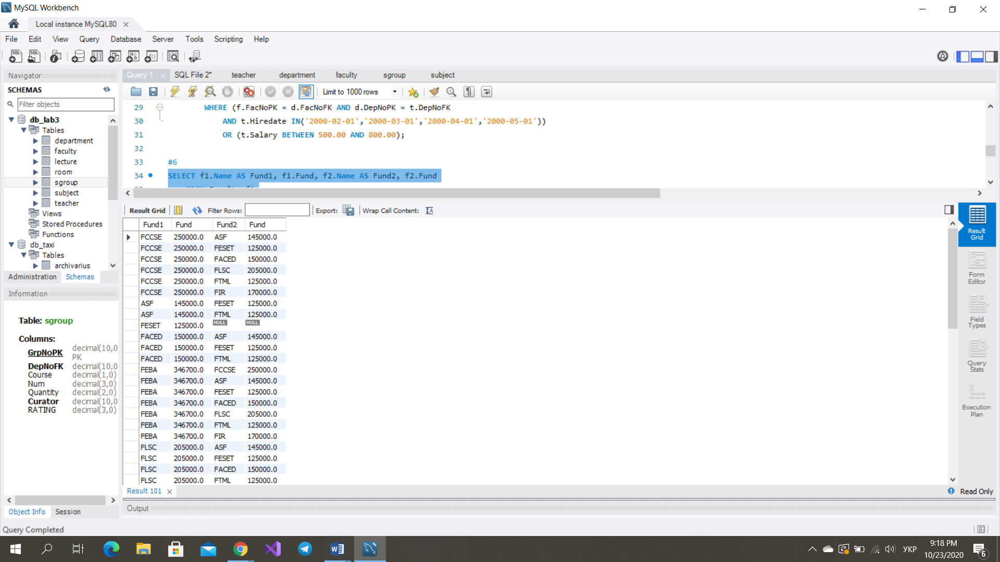 MySQL Workbench
Local instance MySQL80
File Edit View Query Database Server Tools Scripting Help
Navigator
SCHEMAS
Filter objects
db_lab3
Tables
department
faculty
lecture
room
sgroup
subject
teacher
Views
Stored Procedures
Functions
db_taxi
Tables
archivarius
Administration Schemas
Information
Table: sgroup
Columns:
GrpNoPK decimal(10,0
PK
DepNoFK decimal(10,0
Course decimal(1,0)
Num decimal(3,0)
Quantity decimal(2,0)
Curator decimal(10,0
RATING decimal(3,0)
Object Info Session
Query Completed
Query 1 SQL File 2* teacher department faculty sgroup subject
Limit to 1000 rows
29 WHERE (f.FacNoPK = d.FacNoFK AND d.DepNoPK = t.DepNoFK
30 AND t.Hiredate IN('2000-02-01','2000-03-01','2000-04-01','2000-05-01'))
31 OR (t.Salary BETWEEN 500.00 AND 800.00);
32
33 #6
34 SELECT f1.Name AS Fund1, f1.Fund, f2.Name AS Fund2, f2.Fund
Result Grid Filter Rows: Export: Wrap Cell Content:
Fund1 Fund Fund2 Fund
FCCSE 250000.0 ASF 145000.0
FCCSE 250000.0 FESET 125000.0
FCCSE 250000.0 FACED 150000.0
FCCSE 250000.0 FLSC 205000.0
FCCSE 250000.0 FTML 125000.0
FCCSE 250000.0 FIR 170000.0
ASF 145000.0 FESET 125000.0
ASF 145000.0 FTML 125000.0
FESET 125000.0 NULL NULL
FACED 150000.0 ASF 145000.0
FACED 150000.0 FESET 125000.0
FACED 150000.0 FTML 125000.0
FEBA 346700.0 FCCSE 250000.0
FEBA 346700.0 ASF 145000.0
FEBA 346700.0 FESET 125000.0
FEBA 346700.0 FACED 150000.0
FEBA 346700.0 FLSC 205000.0
FEBA 346700.0 FTML 125000.0
FEBA 346700.0 FIR 170000.0
FLSC 205000.0 ASF 145000.0
FLSC 205000.0 FESET 125000.0
FLSC 205000.0 FACED 150000.0
FLSC 205000.0 FTML 125000.0
Result Grid
Form Editor
Field Types
Query Stats
Execution Plan
Result 101
Read Only
Output
УКР
9:18 PM
10/23/2020
6